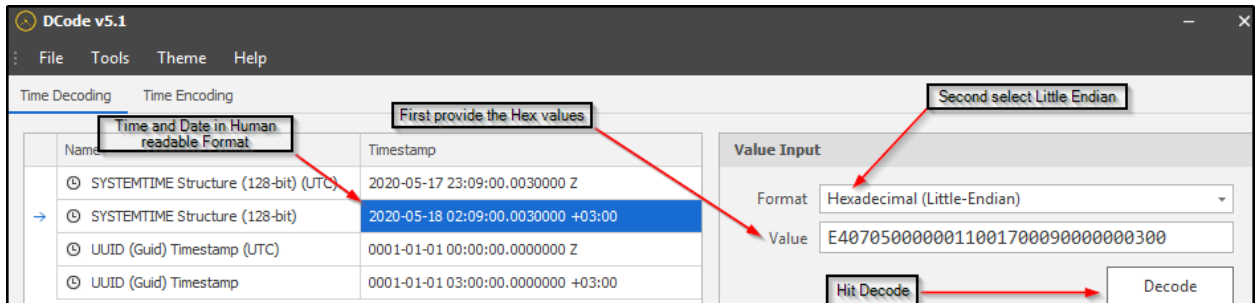 DCode v5.1
File Tools Theme Help
Time Decoding Time Encoding
Second select Little Endian
First provide the Hex values
Time and Date in Human
readable Format
Name Timestamp
SYSTEMTIME Structure (128-bit) (UTC) 2020-05-17 23:09:00.0030000 Z
SYSTEMTIME Structure (128-bit) 2020-05-18 02:09:00.0030000 +03:00
UUID (Guid) Timestamp (UTC) 0001-01-01 00:00:00.0000000 Z
UUID (Guid) Timestamp 0001-01-01 03:00:00.0000000 +03:00
Value Input
Format Hexadecimal (Little-Endian)
Value E4070500000011001700090000000300
Hit Decode
Decode